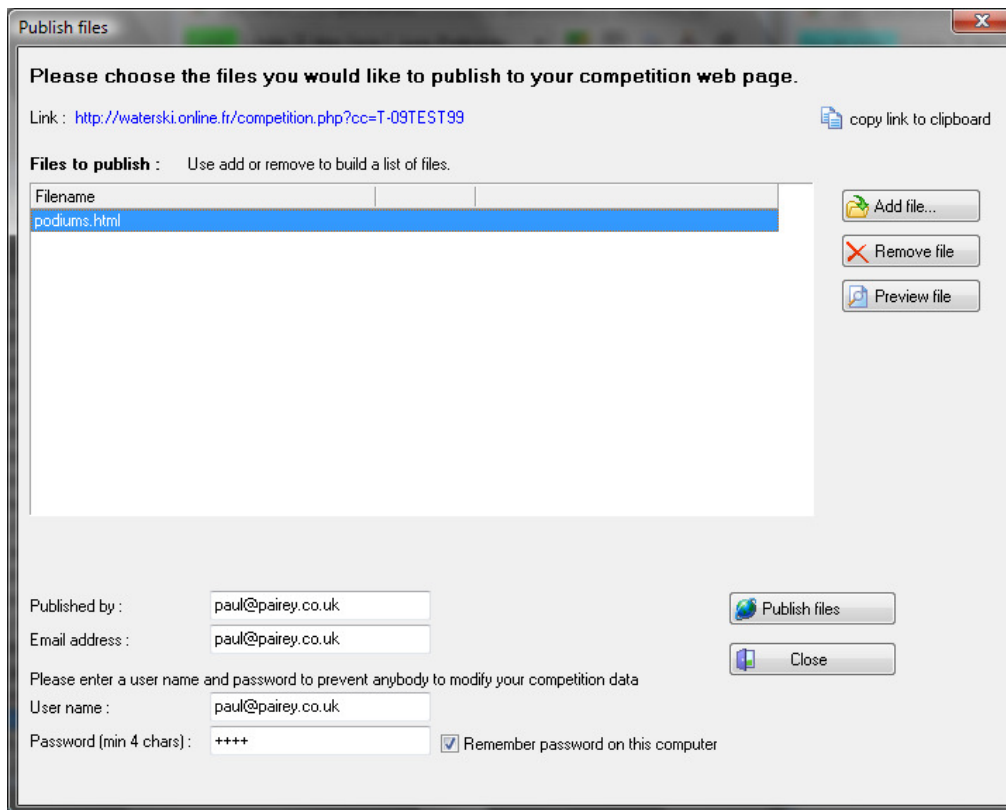 Publish files
Please choose the files you would like to publish to your competition web page.
Link : http://waterski.online.fr/competition.php?cc=T-09TEST99
copy link to clipboard
Files to publish : Use add or remove to build a list of files.
Filename
podiums.html
Add file...
Remove file
Preview file
Published by : paul@pairey.co.uk
Publish files
Email address : paul@pairey.co.uk
Close
Please enter a user name and password to prevent anybody to modify your competition data
User name : paul@pairey.co.uk
Password (min 4 chars) : ++++ Remember password on this computer